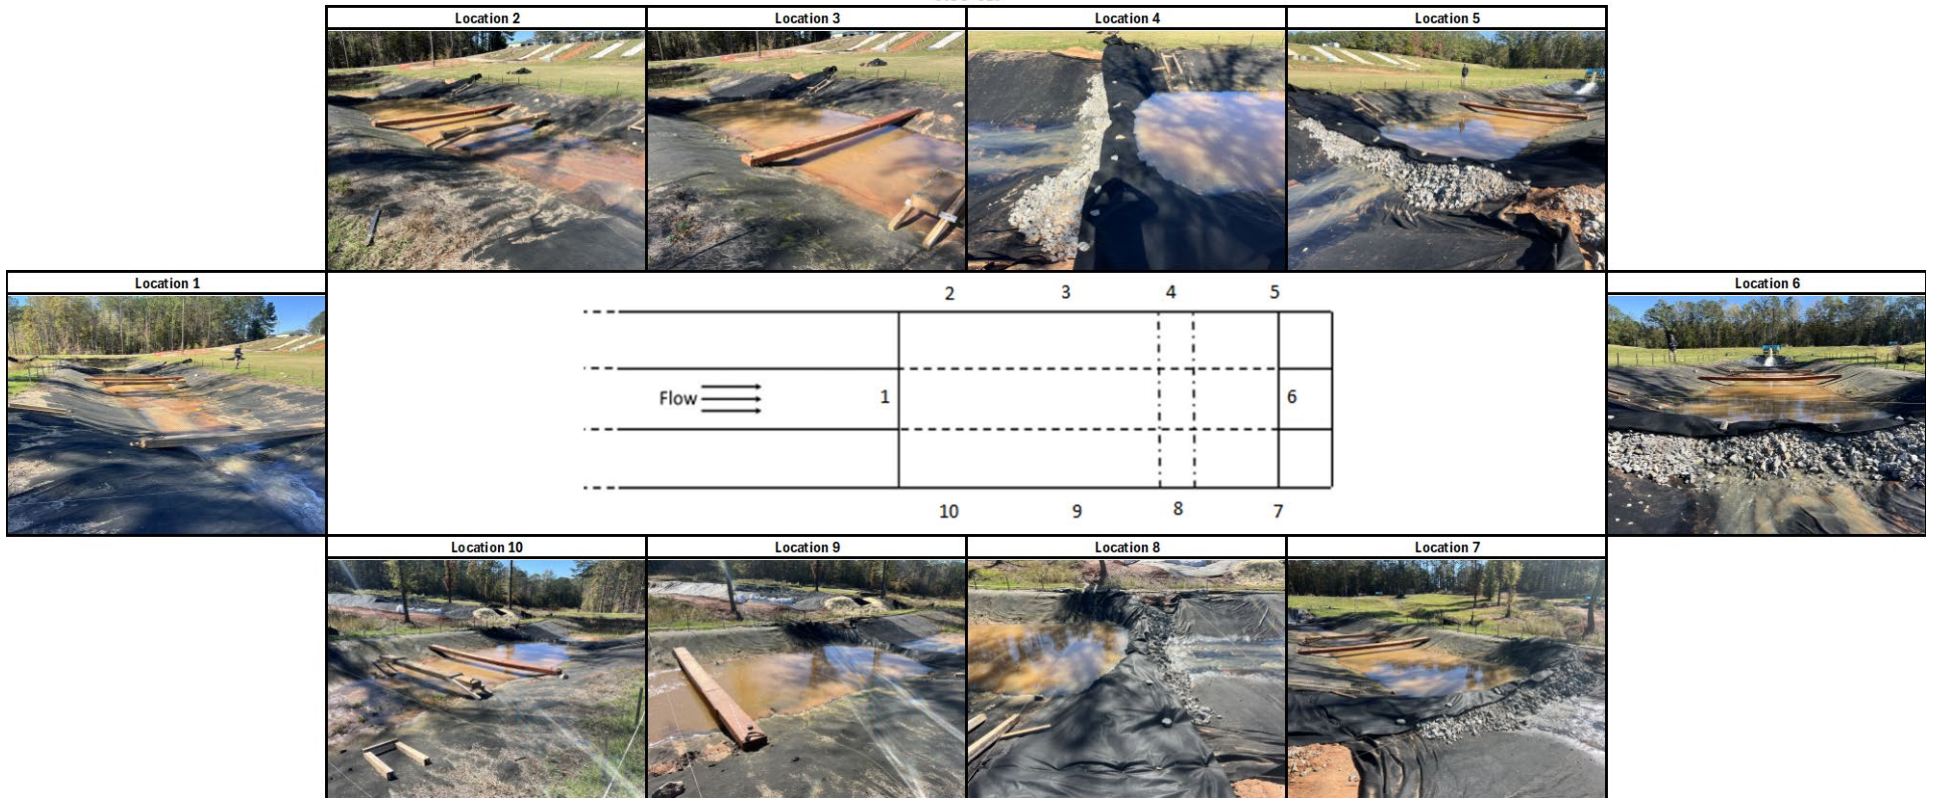 Location 2
Location 3
Location 4
Location 5
Location 1
Location 6
2
3
4
5
Flow
1
6
10
9
8
7
Location 10
Location 9
Location 8
Location 7